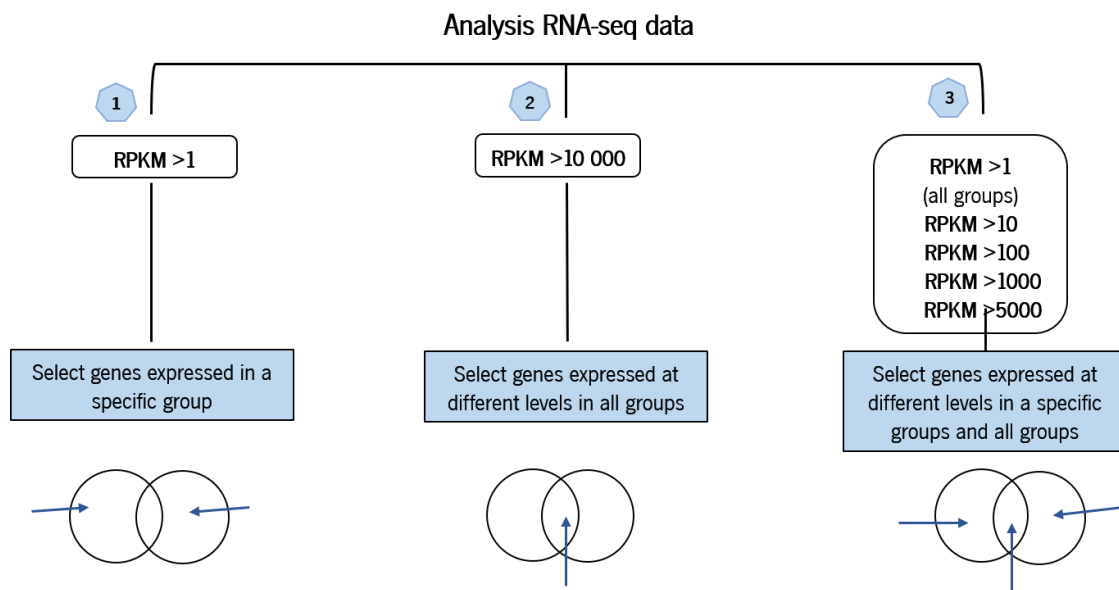 Analysis RNA-seq data
1
RPKM >1
Select genes expressed in a
specific group
2
RPKM >10 000
Select genes expressed at
different levels in all groups
3
RPKM >1
(all groups)
RPKM >10
RPKM >100
RPKM >1000
RPKM >5000
Select genes expressed at
different levels in a specific
groups and all groups